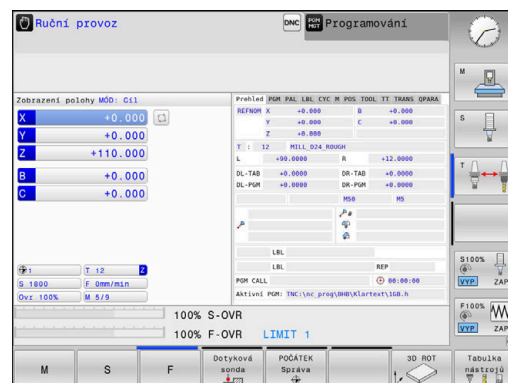 Ruční provoz
DNC
PGM MGT
Programování
Zobrazení polohy MÓD: Cíl
X +0.000
Y +0.000
Z +110.000
B +0.000
C +0.000
1 T 12 Z
S 1800 F 0mm/min
Ovr 100% M 5/9
Přehled PGM PAL LBL CYC M POS TOOL TT TRANS QPARA
REFNOM X +0.000 B +0.000
Y +0.000 C +0.000
Z +0.000
T : 12 MILL_D24_ROUGH
L +90.0000 R +12.0000
DL-TAB +0.0000 DR-TAB +0.0000
DL-PGM +0.0000 DR-PGM +0.0000
M50 M5
LBL
LBL REP
PGM CALL 00:00:00
Aktivní PGM: TNC:\nc_prog\BHB\Klartext\1GB.h
100% S-OVR
100% F-OVR LIMIT 1
M
S
T
S100%
VYP ZAP
F100%
VYP ZAP
M
S
F
Dotyková sonda
POČÁTEK Správa
3D ROT
Tabulka nástrojů